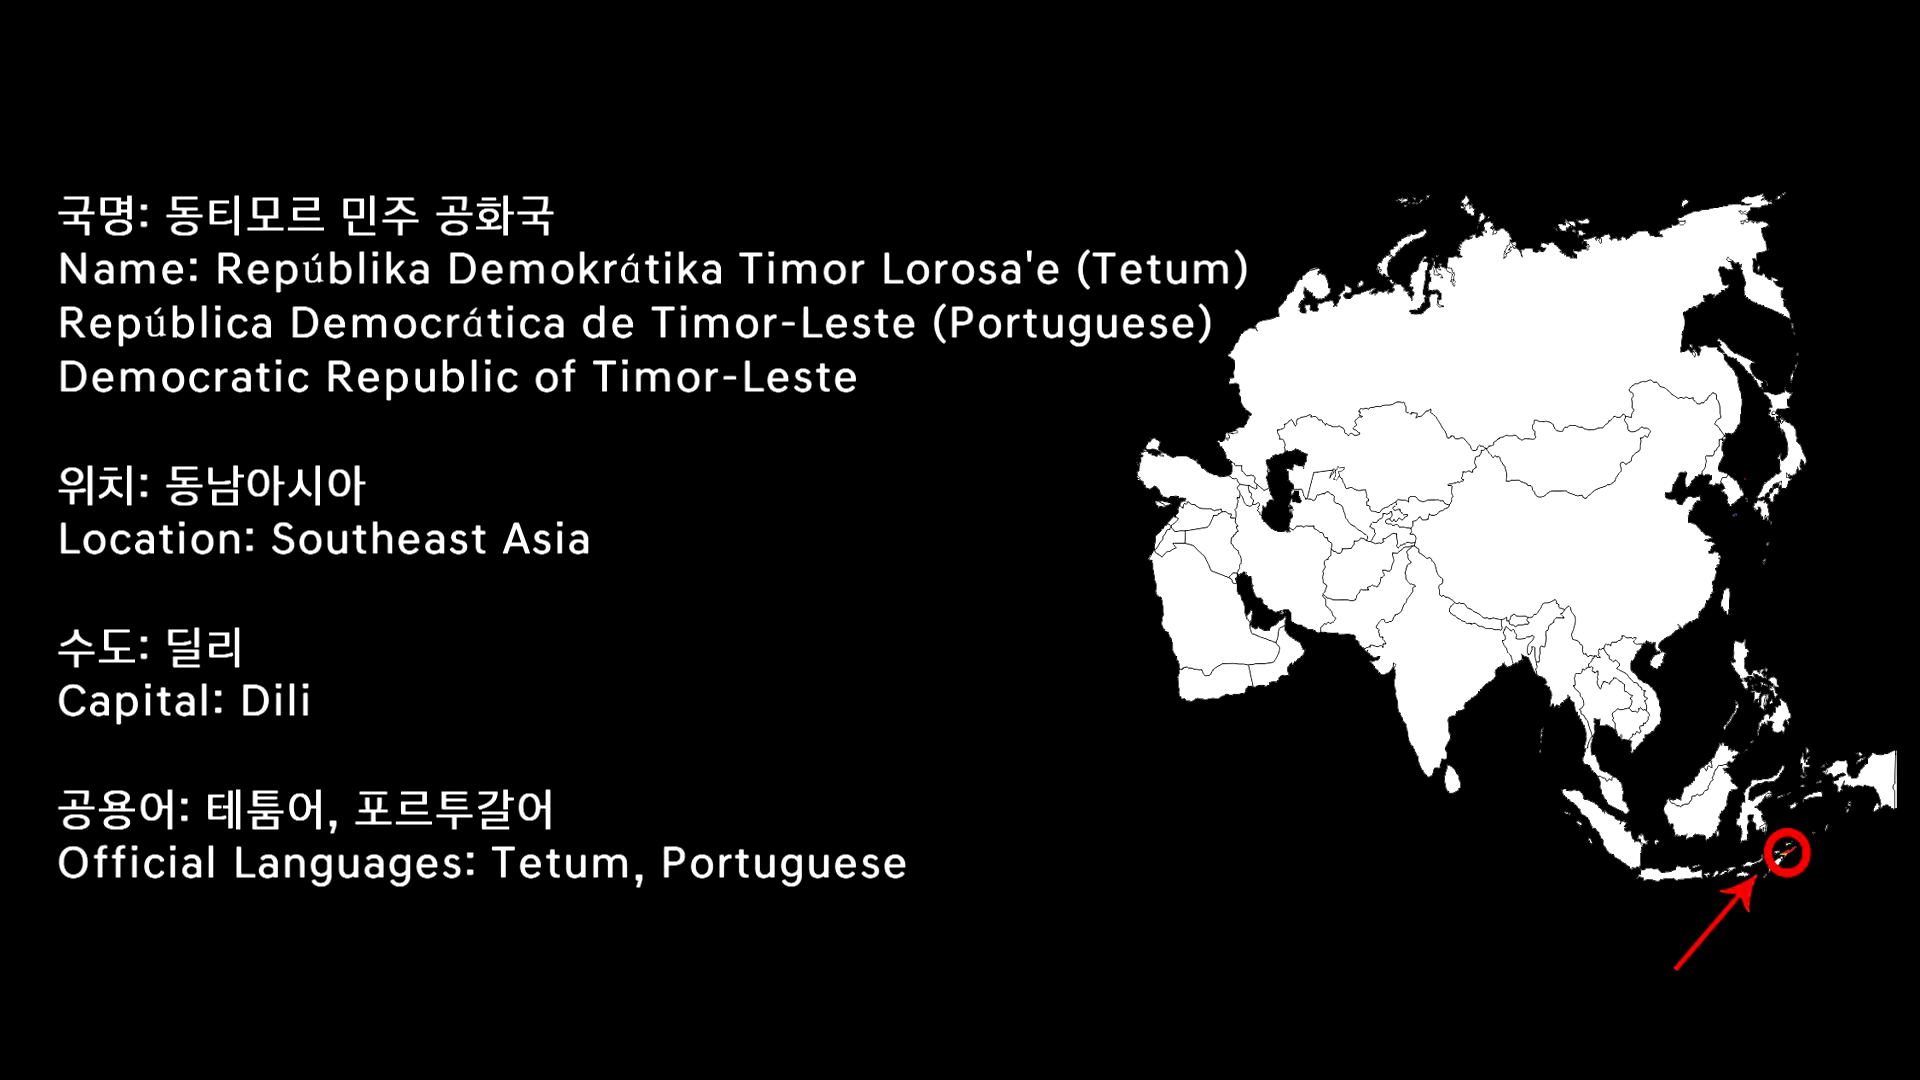 국명: 동티모르 민주 공화국
Name: Repúblika Demokrátika Timor Lorosa'e (Tetum)
República Democrática de Timor-Leste (Portuguese)
Democratic Republic of Timor-Leste
위치: 동남아시아
Location: Southeast Asia
수도: 딜리
Capital: Dili
공용어: 테툼어, 포르투갈어
Official Languages: Tetum, Portuguese